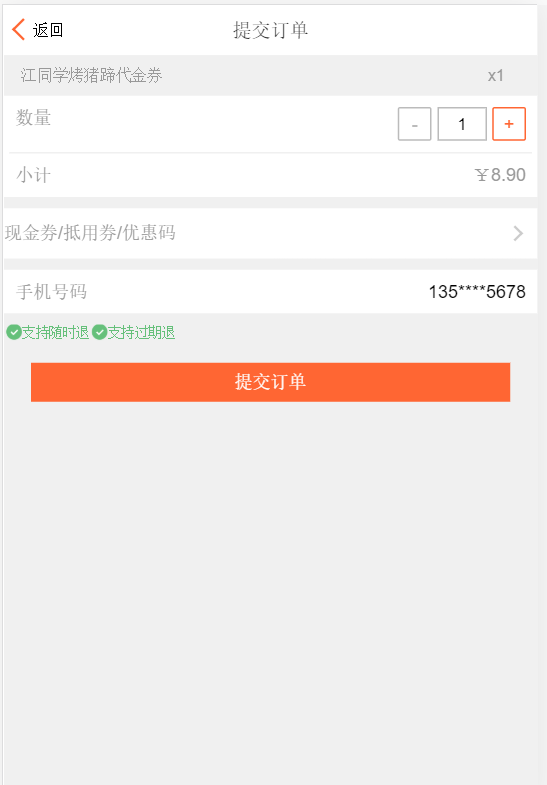 返回 提交订单
江同学烤猪蹄代金券 x1
数量 - 1 +
小计 ￥8.90
现金券/抵用券/优惠码
手机号码 135****5678
支持随时退 支持过期退
提交订单